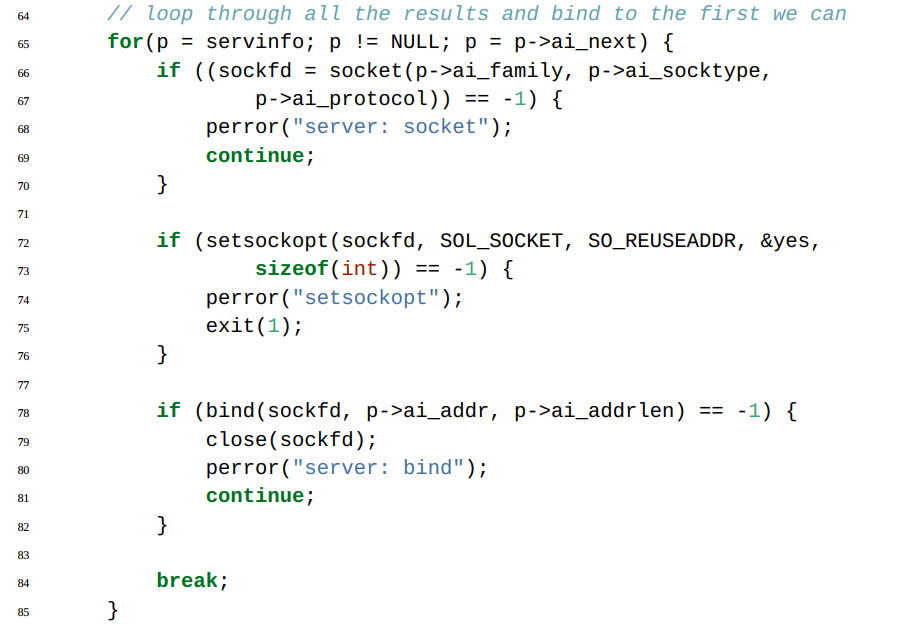 64 // loop through all the results and bind to the first we can
65 for(p = servinfo; p != NULL; p = p->ai_next) {
66 if ((sockfd = socket(p->ai_family, p->ai_socktype,
67 p->ai_protocol)) == -1) {
68 perror("server: socket");
69 continue;
70 }
71
72 if (setsockopt(sockfd, SOL_SOCKET, SO_REUSEADDR, &yes,
73 sizeof(int)) == -1) {
74 perror("setsockopt");
75 exit(1);
76 }
77
78 if (bind(sockfd, p->ai_addr, p->ai_addrlen) == -1) {
79 close(sockfd);
80 perror("server: bind");
81 continue;
82 }
83
84 break;
85 }